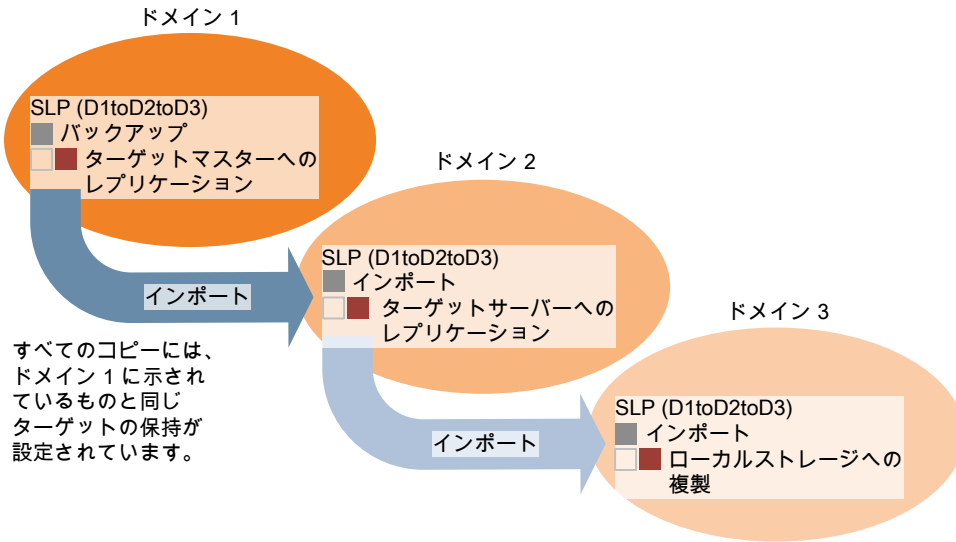 ドメイン 1
SLP (D1toD2toD3)
バックアップ
ターゲットマスターへの
レプリケーション
インポート
ドメイン 2
SLP (D1toD2toD3)
インポート
ターゲットサーバーへの
レプリケーション
インポート
ドメイン 3
SLP (D1toD2toD3)
インポート
ローカルストレージへの
複製
すべてのコピーには、
ドメイン 1 に示され
ているものと同じ
ターゲットの保持が
設定されています。